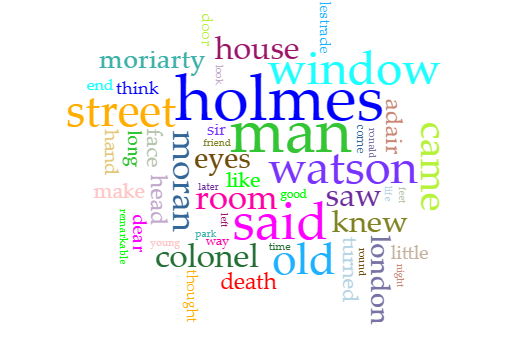 door
lestrade
house
moriarty
look
window
end
think
holmes
street
adair
sir
man
come
ronald
came
hand
long
face
friend
moran
eyes
watson
later
like
good
life
feet
make
head
room
saw
remarkable
dear
left
said
knew
park
way
young
time
old
round
turned
london
little
night
colonel
thought
death